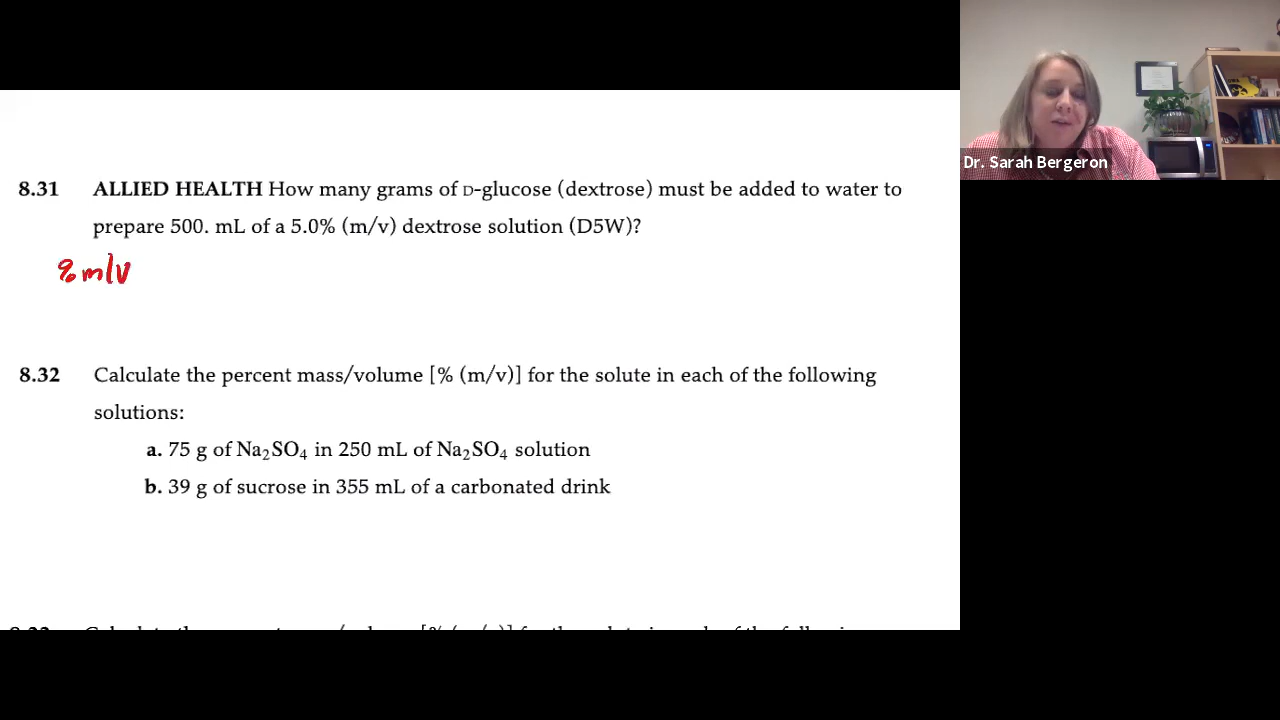 8.31 ALLIED HEALTH How many grams of D-glucose (dextrose) must be added to water to
prepare 500. mL of a 5.0% (m/v) dextrose solution (D5W)?
% m/v
8.32 Calculate the percent mass/volume [% (m/v)] for the solute in each of the following
solutions:
a. 75 g of Na₂SO₄ in 250 mL of Na₂SO₄ solution
b. 39 g of sucrose in 355 mL of a carbonated drink
Dr. Sarah Bergeron